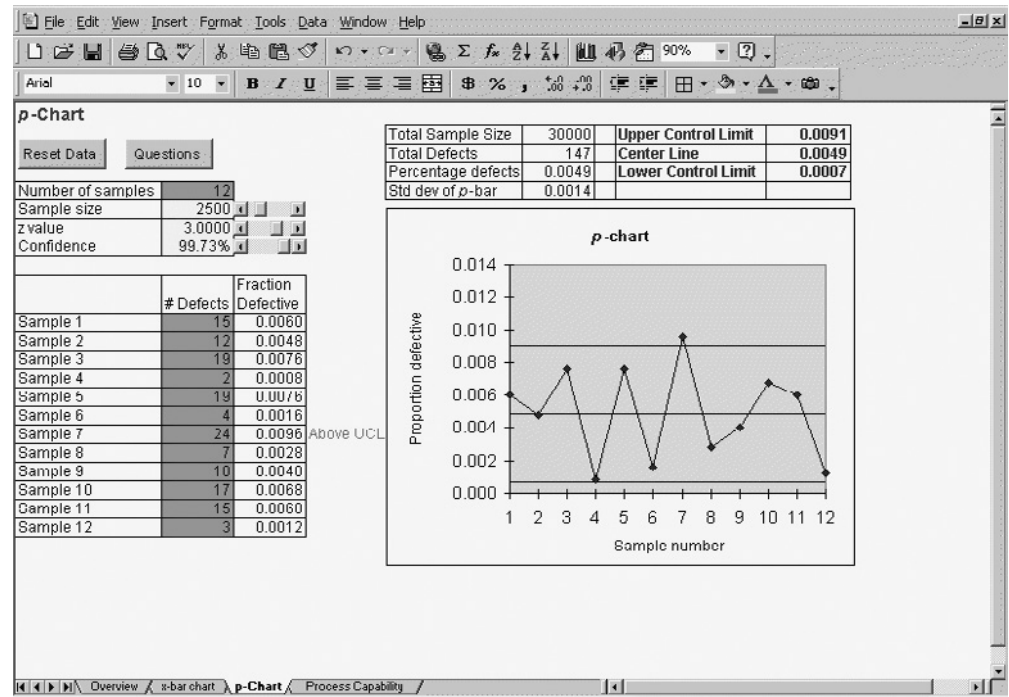 File Edit View Insert Format Tools Data Window Help
90%
Arial 10 B I U $ % ,
p-Chart
Reset Data Questions
Number of samples 12
Sample size 2500
z value 3.0000
Confidence 99.73%
Total Sample Size 30000 Upper Control Limit 0.0091
Total Defects 147 Center Line 0.0049
Percentage defects 0.0049 Lower Control Limit 0.0007
Std dev of p-bar 0.0014
# Defects Fraction Defective
Sample 1 15 0.0060
Sample 2 12 0.0048
Sample 3 19 0.0076
Sample 4 2 0.0008
Sample 5 19 0.0076
Sample 6 4 0.0016
Sample 7 24 0.0096 Above UCL
Sample 8 7 0.0028
Sample 9 10 0.0040
Sample 10 17 0.0068
Sample 11 15 0.0060
Sample 12 3 0.0012
p-chart
Proportion defective
0.014
0.012
0.010
0.008
0.006
0.004
0.002
0.000
1 2 3 4 5 6 7 8 9 10 11 12
Sample number
Overview x-bar chart p-Chart Process Capability